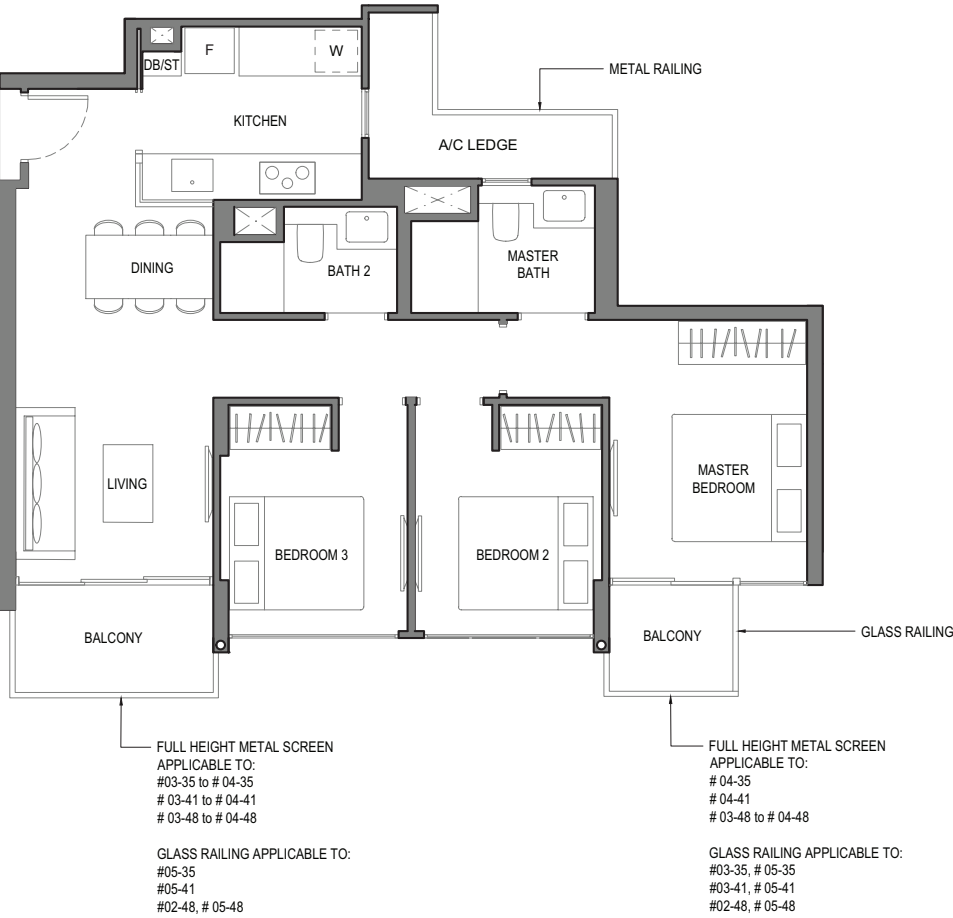 F
W
DB/ST
METAL RAILING
KITCHEN
A/C LEDGE
DINING
BATH 2
MASTER
BATH
LIVING
MASTER
BEDROOM
BEDROOM 3
BEDROOM 2
BALCONY
BALCONY
GLASS RAILING
FULL HEIGHT METAL SCREEN
APPLICABLE TO:
#03-35 to # 04-35
# 03-41 to # 04-41
# 03-48 to # 04-48
GLASS RAILING APPLICABLE TO:
#05-35
#05-41
#02-48, # 05-48
FULL HEIGHT METAL SCREEN
APPLICABLE TO:
# 04-35
# 04-41
# 03-48 to # 04-48
GLASS RAILING APPLICABLE TO:
#03-35, # 05-35
#03-41, # 05-41
#02-48, # 05-48